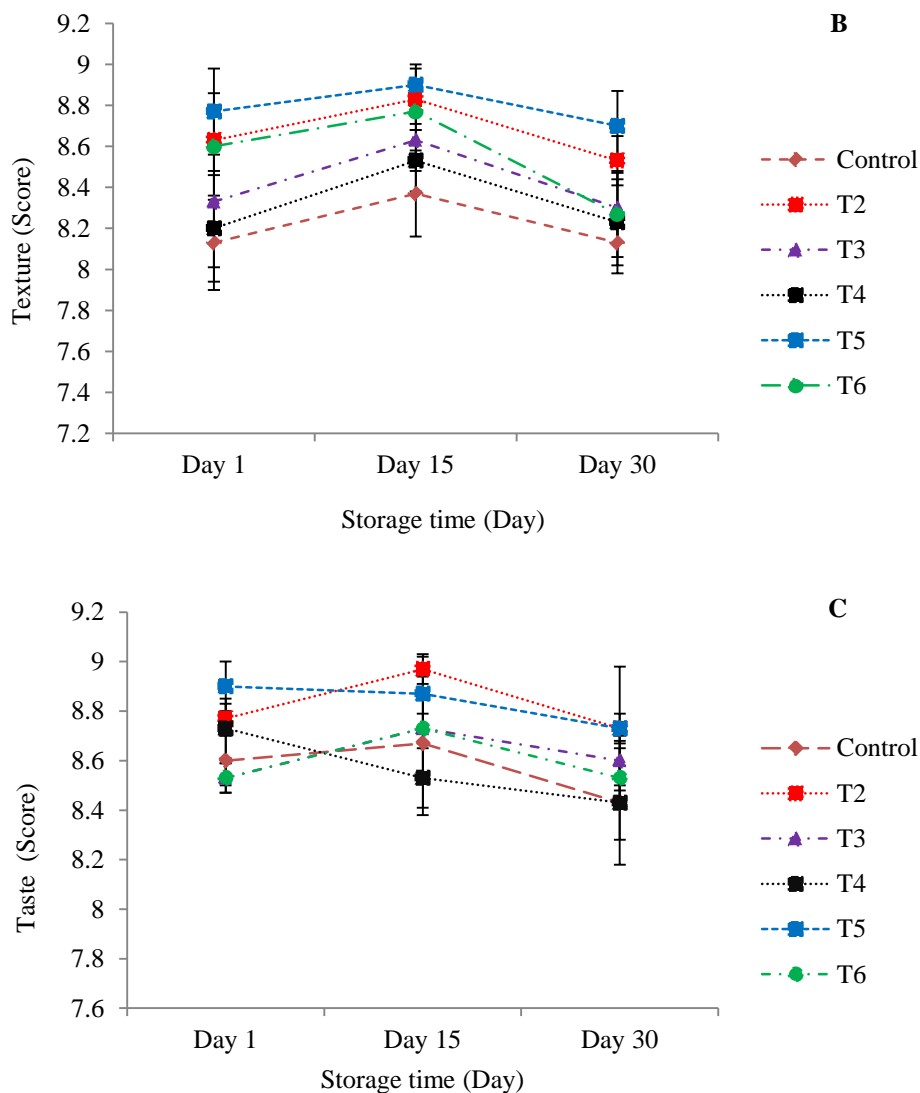 B
9.2
9
8.8
8.6
8.4
8.2
8
7.8
7.6
7.4
7.2
Texture (Score)
Day 1
Day 15
Day 30
Storage time (Day)
Control
T2
T3
T4
T5
T6
C
9.2
9
8.8
8.6
8.4
8.2
8
7.8
7.6
Taste (Score)
Day 1
Day 15
Day 30
Storage time (Day)
Control
T2
T3
T4
T5
T6